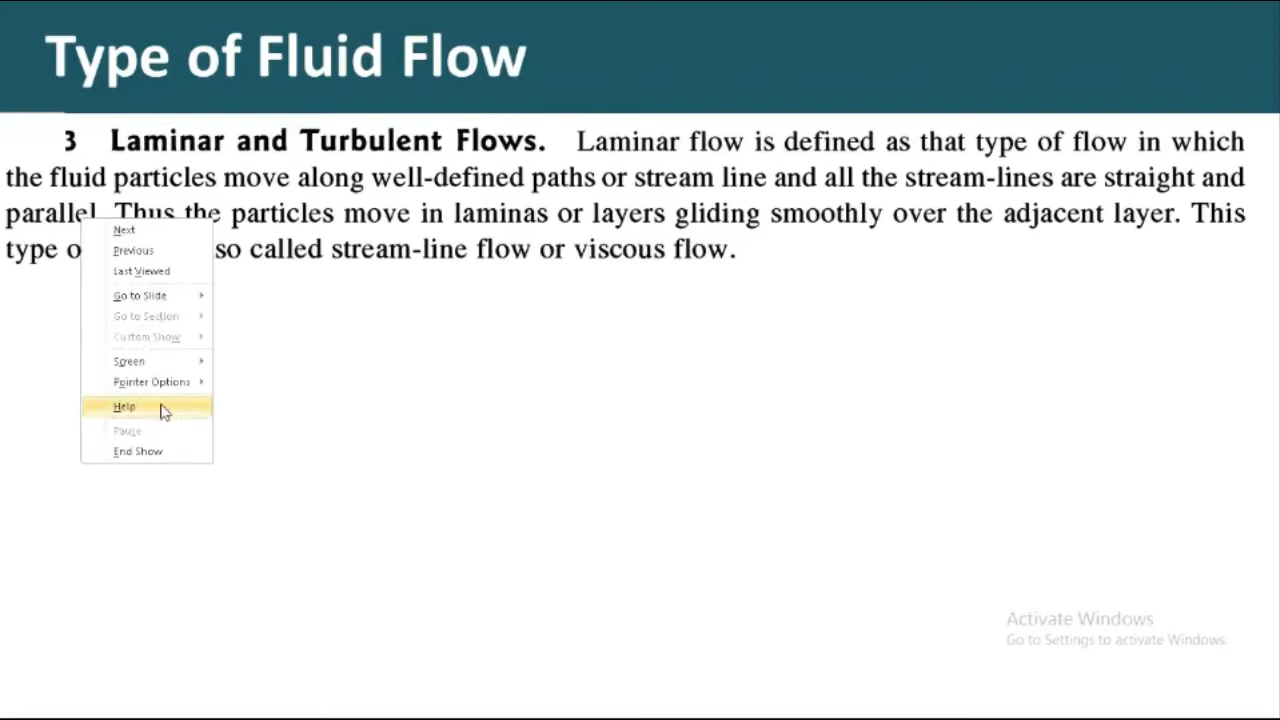 Type of Fluid Flow
3 Laminar and Turbulent Flows. Laminar flow is defined as that type of flow in which
the fluid particles move along well-defined paths or stream line and all the stream-lines are straight and
parallel. Thus the particles move in laminas or layers gliding smoothly over the adjacent layer. This
type so called stream-line flow or viscous flow.
Next
Previous
Last Viewed
Go to Slide
Go to Section
Custom Show
Screen
Pointer Options
Help
Pause
End Show
Activate Windows
Go to Settings to activate Windows.